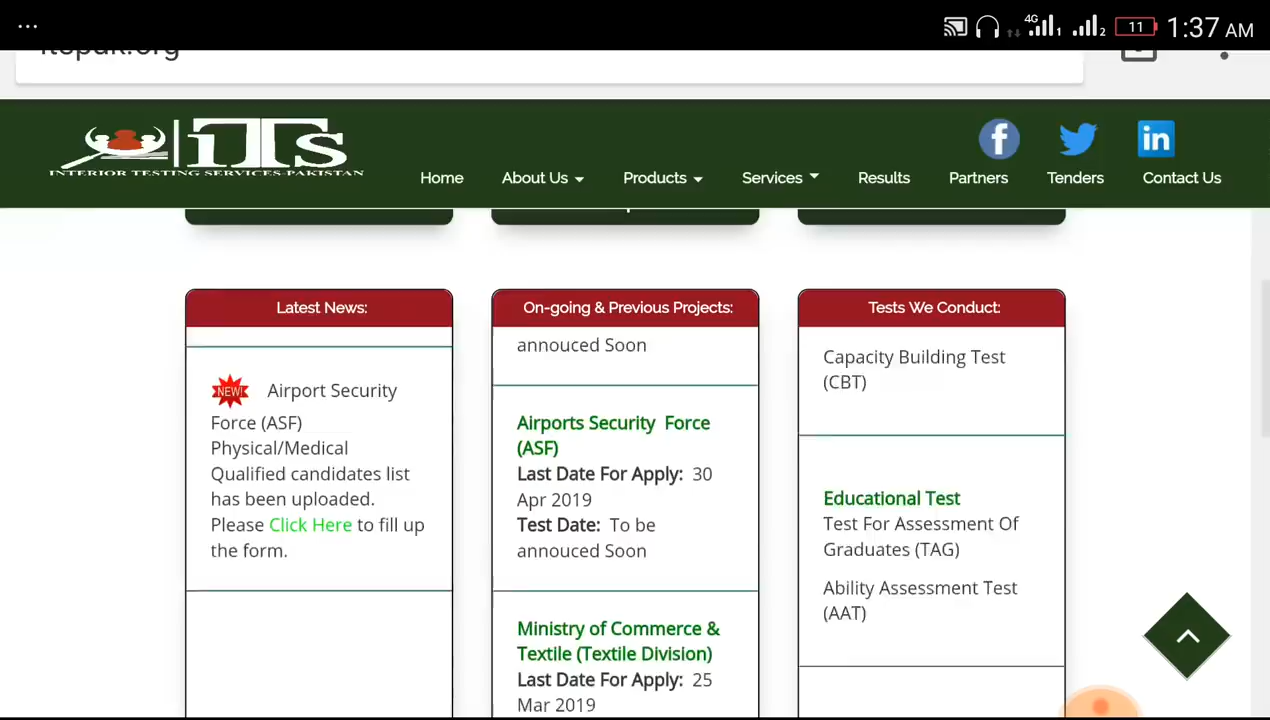 ...
4G
1
2
11
1:37 AM
itspak.org
iTs
INTERIOR TESTING SERVICES-PAKISTAN
Home
About Us
Products
Services
Results
Partners
Tenders
Contact Us
Latest News:
NEW!
Airport Security
Force (ASF)
Physical/Medical
Qualified candidates list
has been uploaded.
Please Click Here to fill up
the form.
On-going & Previous Projects:
annouced Soon
Airports Security Force
(ASF)
Last Date For Apply: 30
Apr 2019
Test Date: To be
annouced Soon
Ministry of Commerce &
Textile (Textile Division)
Last Date For Apply: 25
Mar 2019
Tests We Conduct:
Capacity Building Test
(CBT)
Educational Test
Test For Assessment Of
Graduates (TAG)
Ability Assessment Test
(AAT)